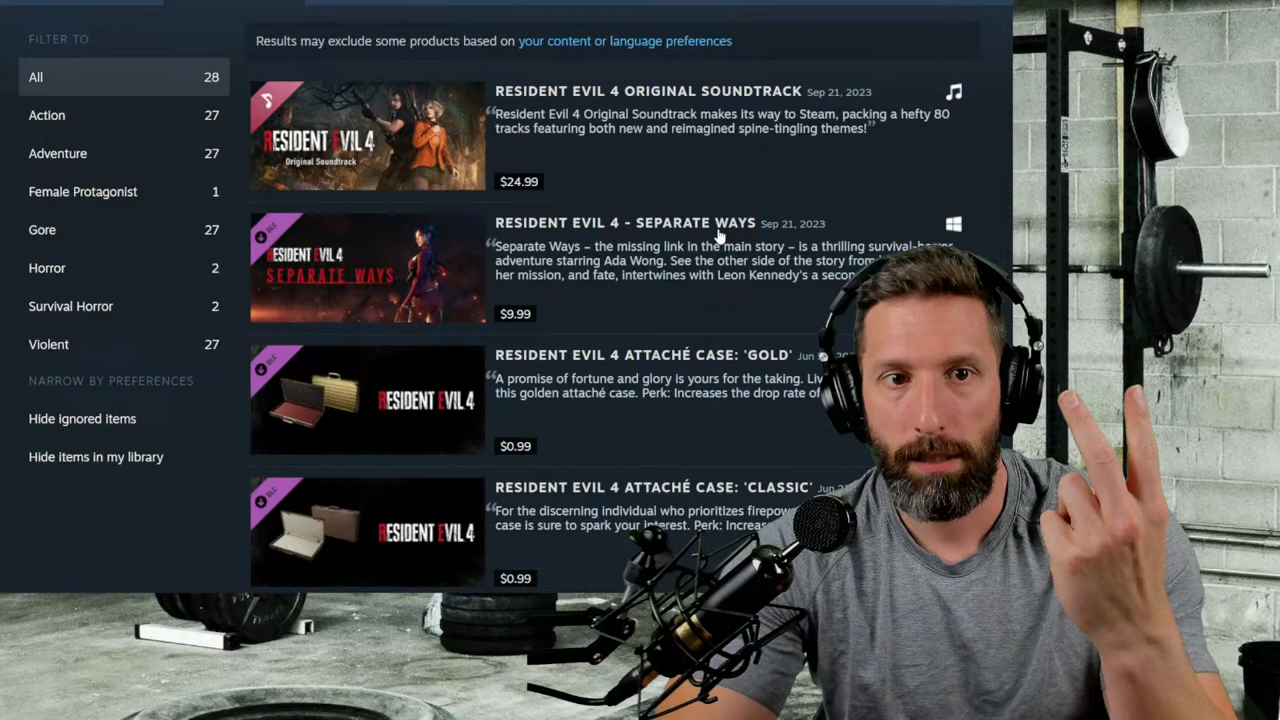 FILTER TO
All 28
Action 27
Adventure 27
Female Protagonist 1
Gore 27
Horror 2
Survival Horror 2
Violent 27
NARROW BY PREFERENCES
Hide ignored items
Hide items in my library
Results may exclude some products based on your content or language preferences
RESIDENT EVIL 4
Original Soundtrack
RESIDENT EVIL 4 ORIGINAL SOUNDTRACK Sep 21, 2023
“Resident Evil 4 Original Soundtrack makes its way to Steam, packing a hefty 80
tracks featuring both new and reimagined spine-tingling themes!”
$24.99
DLC
RESIDENT EVIL 4
SEPARATE WAYS
RESIDENT EVIL 4 - SEPARATE WAYS Sep 21, 2023
“Separate Ways – the missing link in the main story – is a thrilling survival-horror
adventure starring Ada Wong. See the other side of the story from
her mission, and fate, intertwines with Leon Kennedy's a secon
$9.99
DLC
RESIDENT EVIL 4
RESIDENT EVIL 4 ATTACHÉ CASE: 'GOLD'
“A promise of fortune and glory is yours for the taking. Liv
this golden attaché case. Perk: Increases the drop rate of
$0.99
DLC
RESIDENT EVIL 4
RESIDENT EVIL 4 ATTACHÉ CASE: 'CLASSIC'
“For the discerning individual who prioritizes firepow
case is sure to spark your interest. Perk: Increas
$0.99